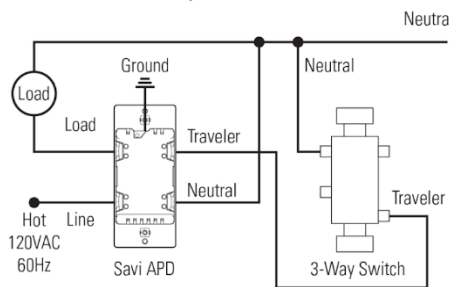 Neutra
Ground
Neutral
Load
Load
Traveler
Neutral
Traveler
Hot
Line
120VAC
60Hz
Savi APD
3-Way Switch